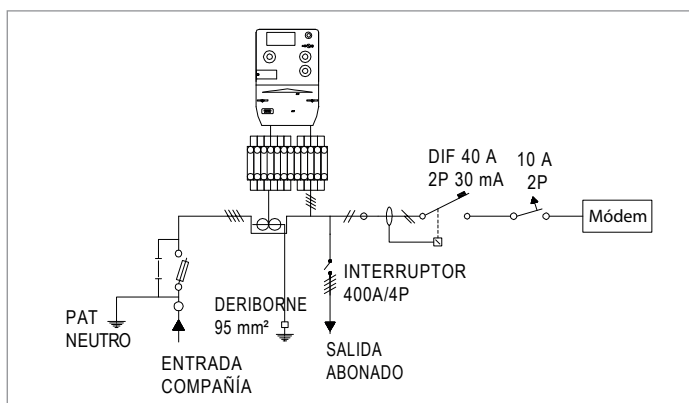 DIF 40 A
2P 30 mA
10 A
2P
Módem
INTERRUPTOR
400A/4P
DERIBORNE
95 mm²
PAT
NEUTRO
ENTRADA
COMPAÑÍA
SALIDA
ABONADO